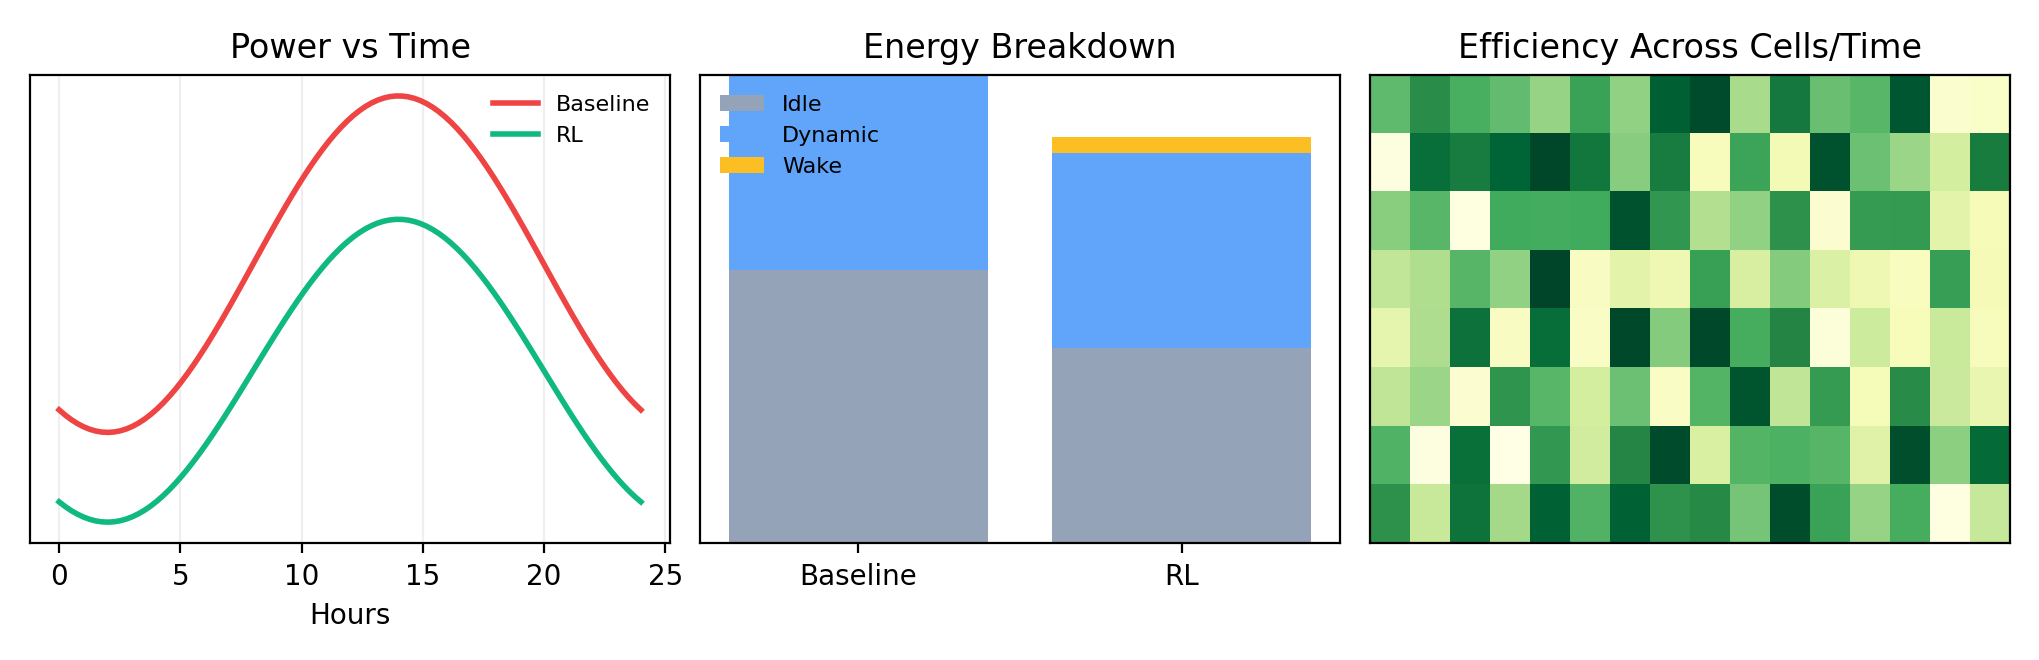 Power vs Time
Baseline
RL
0 5 10 15 20 25
Hours
Energy Breakdown
Idle
Dynamic
Wake
Baseline RL
Efficiency Across Cells/Time